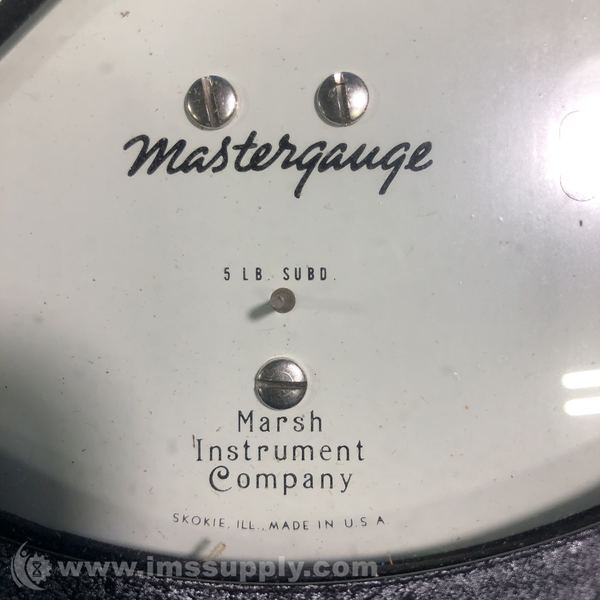 Mastergauge
5 LB. SUBD.
Marsh
Instrument
Company
SKOKIE, ILL., MADE IN U.S.A.
www.imssupply.com